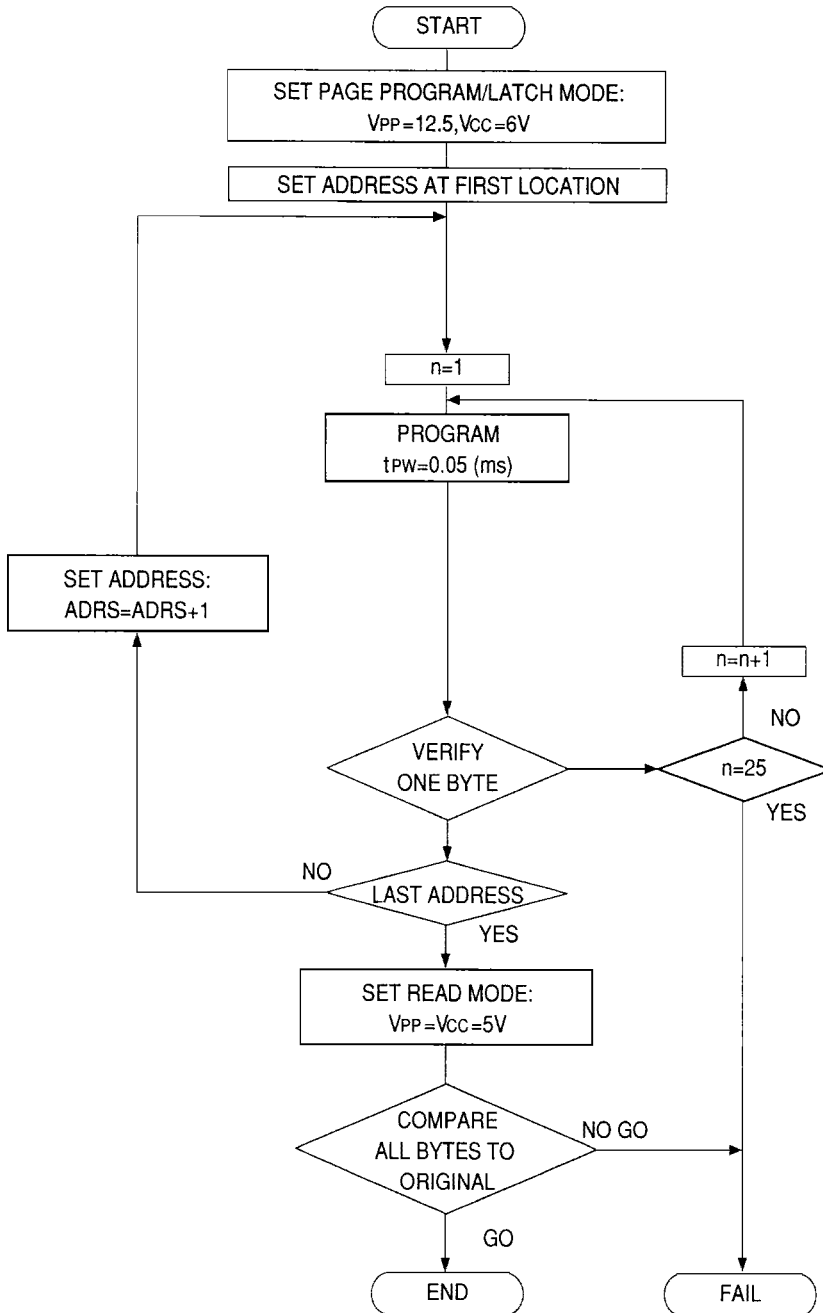 START
SET PAGE PROGRAM/LATCH MODE:
VPP=12.5,VCC=6V
SET ADDRESS AT FIRST LOCATION
n=1
PROGRAM
tPW=0.05 (ms)
SET ADDRESS:
ADRS=ADRS+1
n=n+1
NO
VERIFY
ONE BYTE
n=25
YES
NO
LAST ADDRESS
YES
SET READ MODE:
VPP=VCC=5V
COMPARE
ALL BYTES TO
ORIGINAL
NO GO
GO
END
FAIL